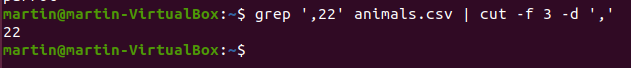 martin@martin-VirtualBox:~$ grep ',22' animals.csv | cut -f 3 -d ','
22
martin@martin-VirtualBox:~$